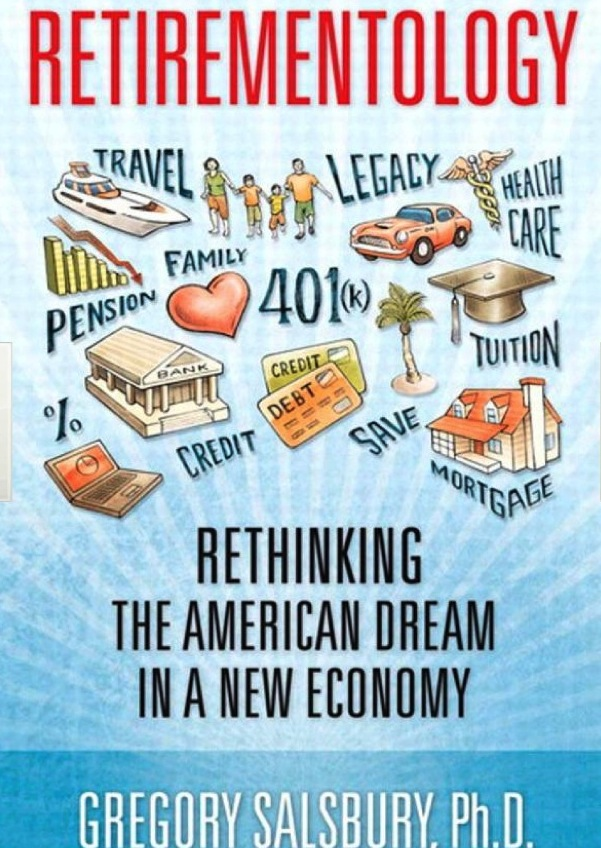 RETIREMENTOLOGY
TRAVEL
LEGACY
HEALTH
CARE
FAMILY
PENSION
401(k)
TUITION
BANK
CREDIT
DEBT
%
CREDIT
SAVE
MORTGAGE
RETHINKING
THE AMERICAN DREAM
IN A NEW ECONOMY
GREGORY SALSBURY, Ph.D.